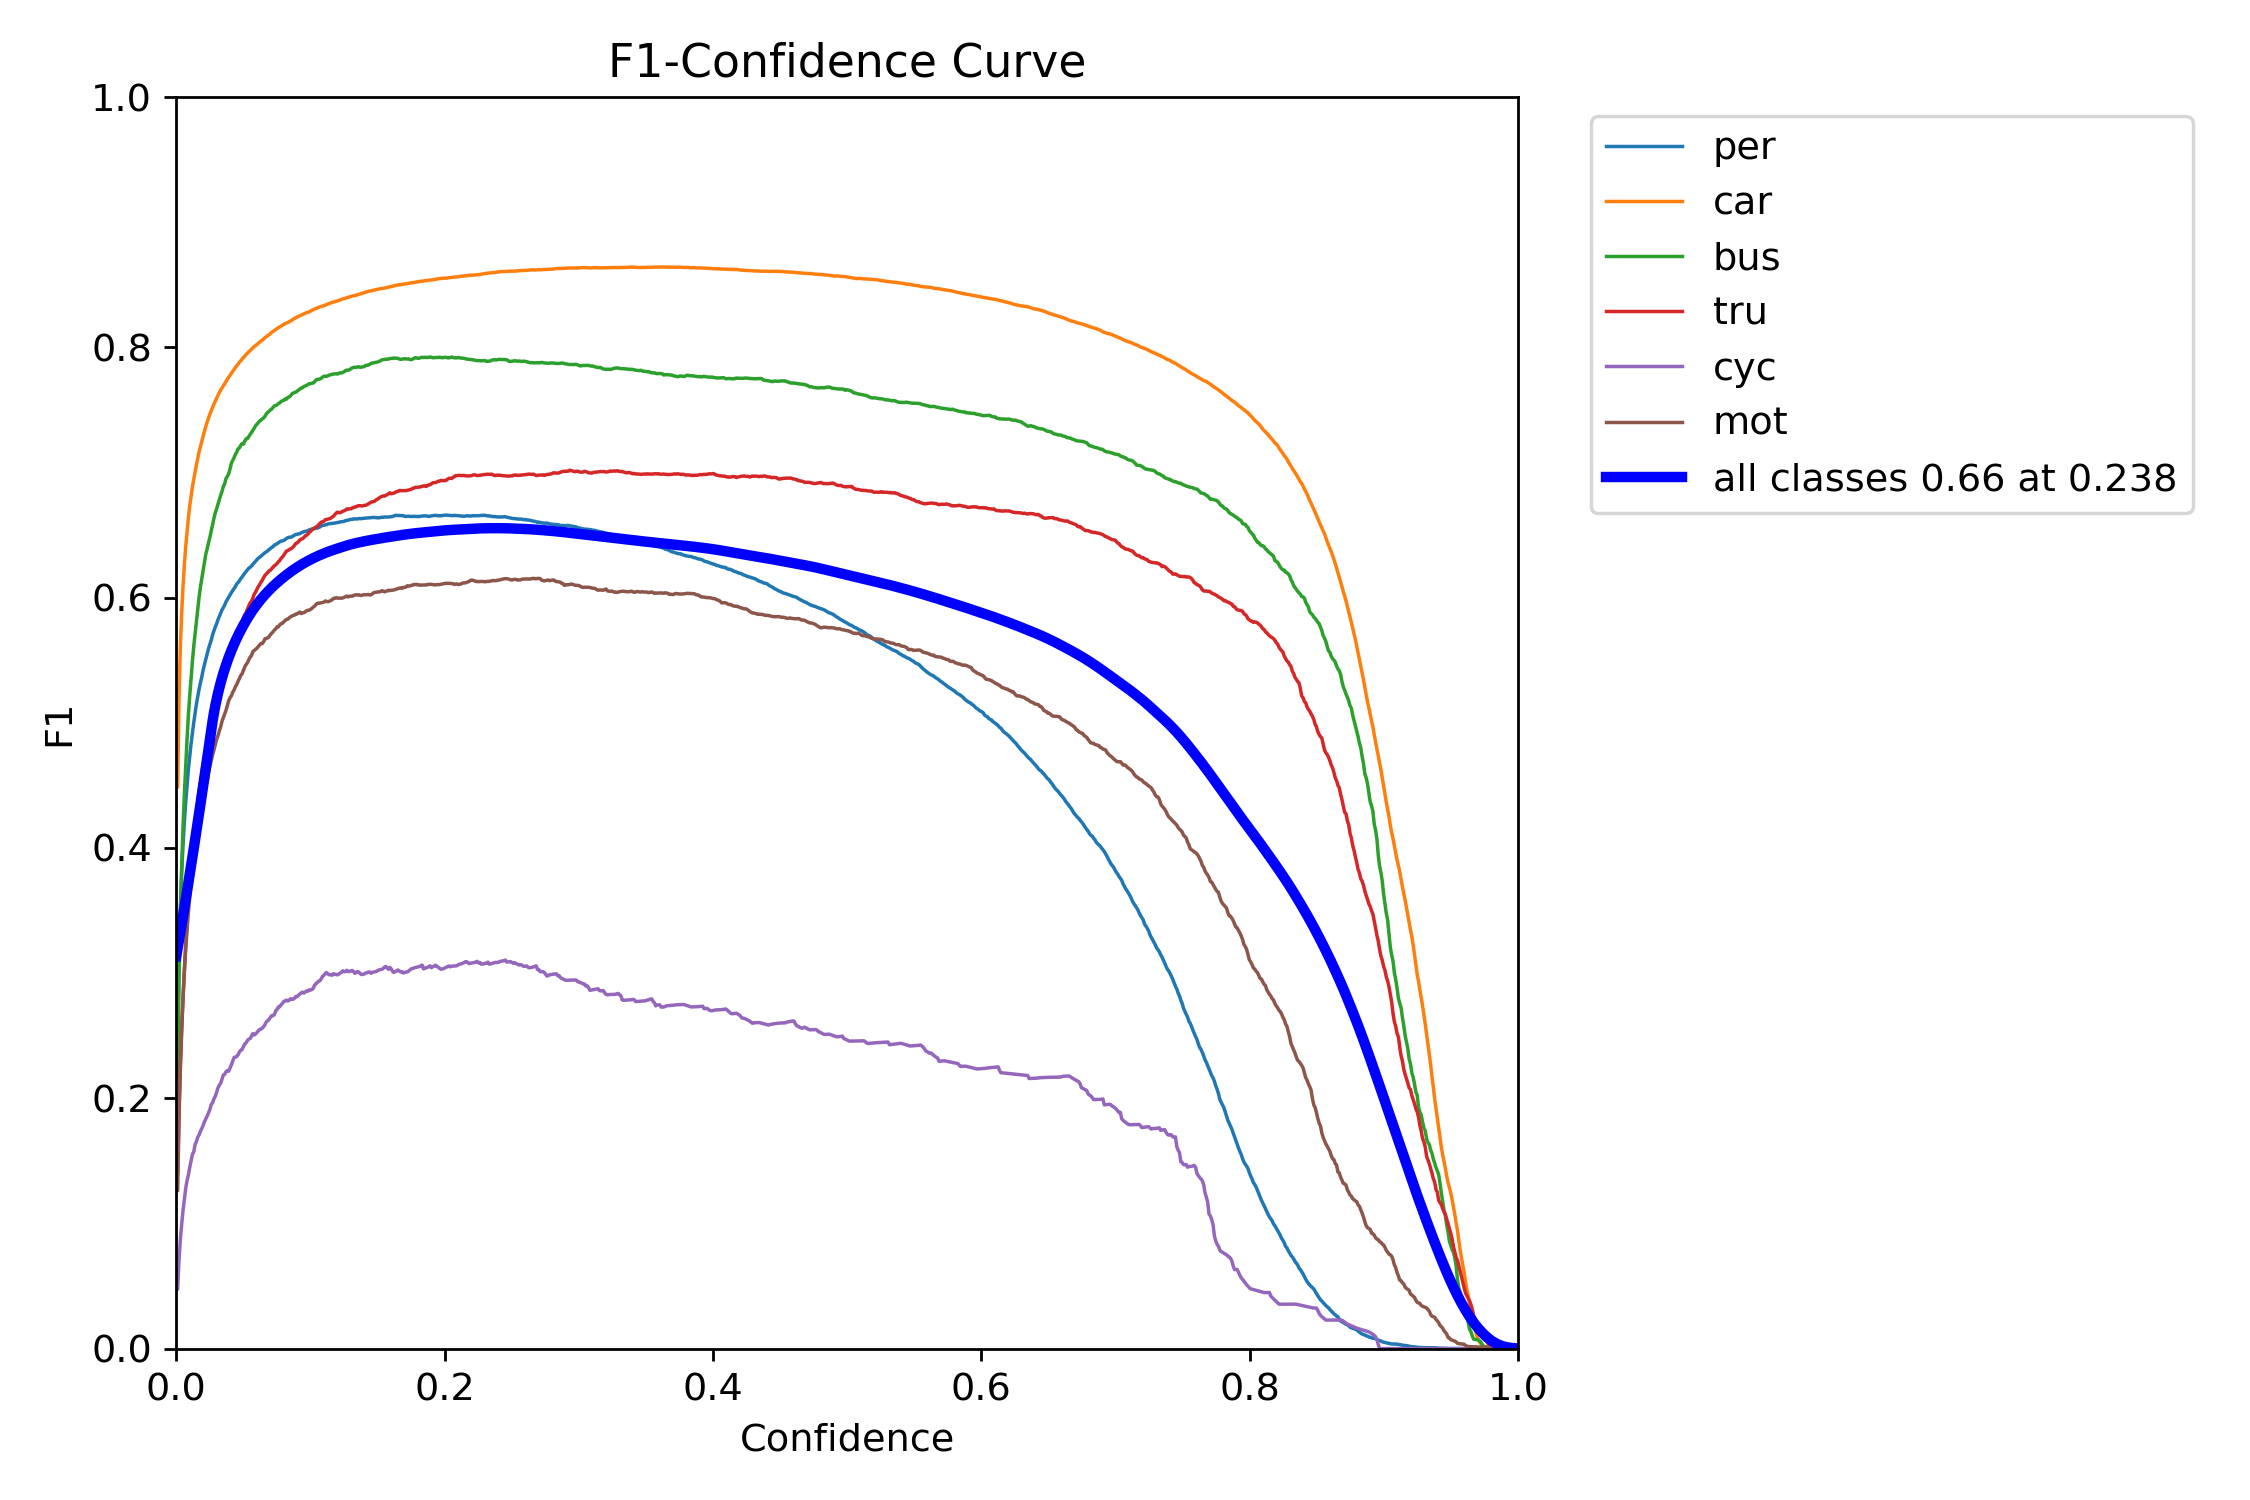 F1-Confidence Curve
1.0
0.8
0.6
0.4
0.2
0.0
F1
0.0 0.2 0.4 0.6 0.8 1.0
Confidence
per
car
bus
tru
cyc
mot
all classes 0.66 at 0.238